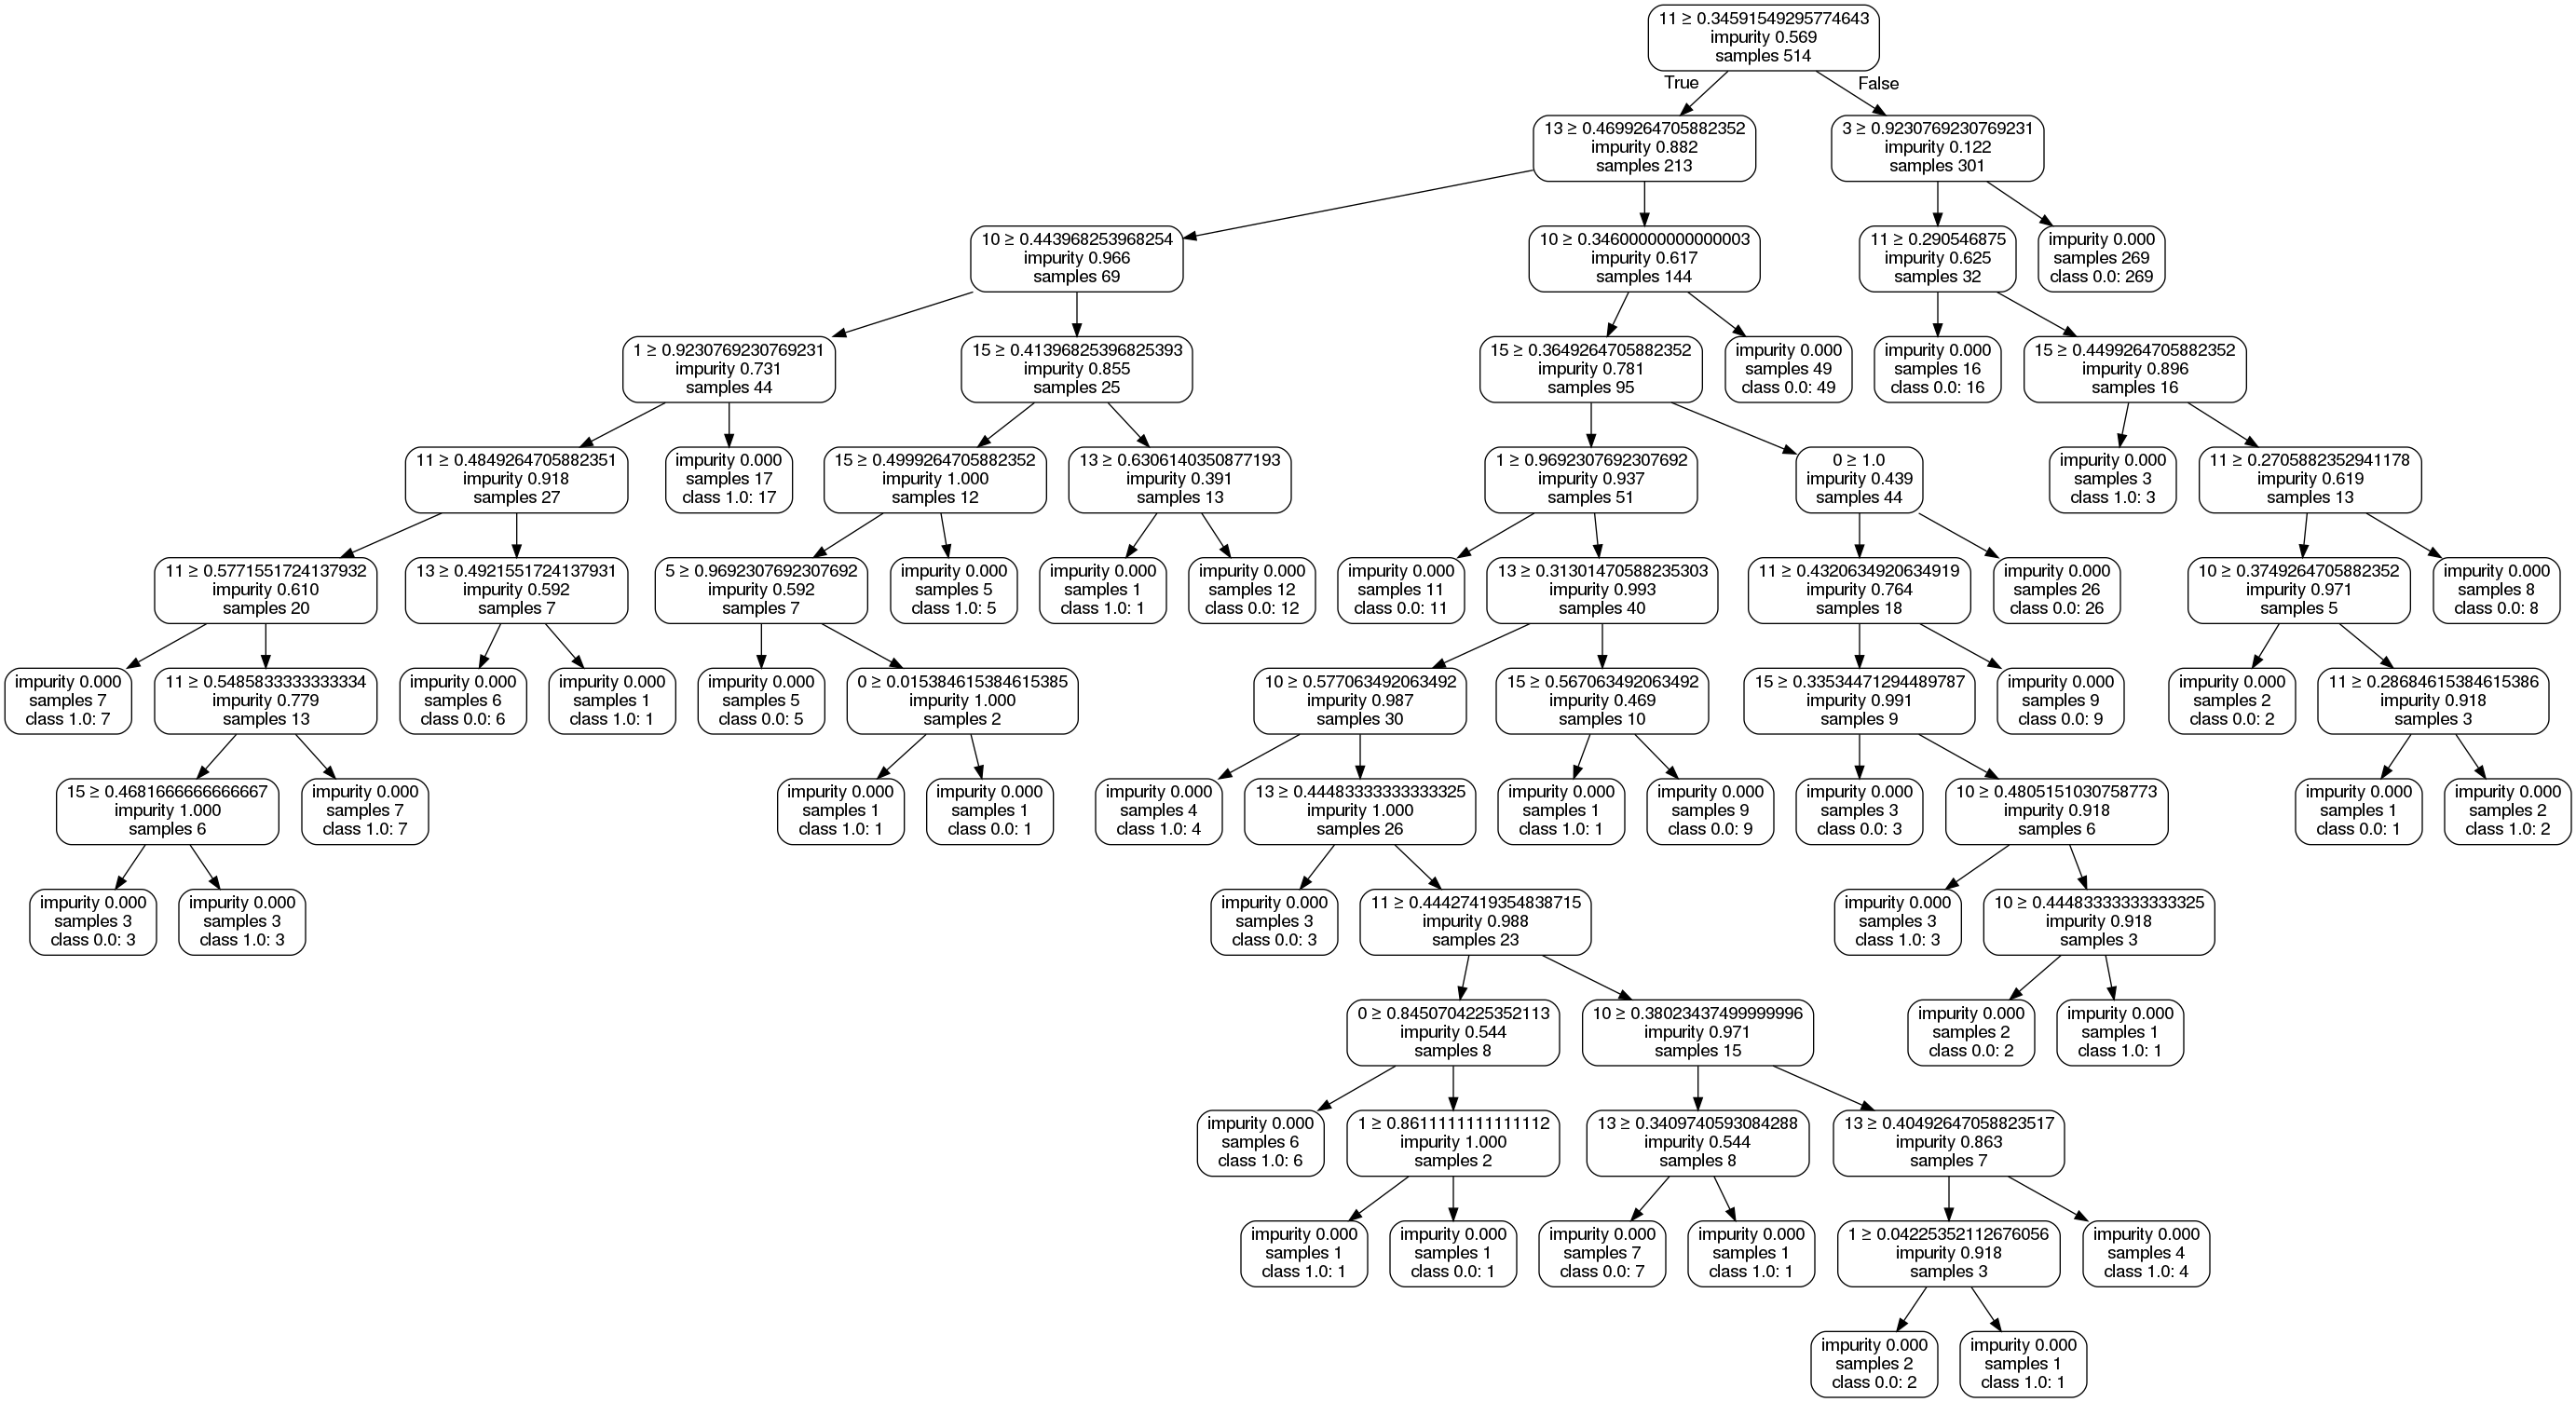 11 ≥ 0.34591549295774643
impurity 0.569
samples 514
True
False
13 ≥ 0.4699264705882352
impurity 0.882
samples 213
3 ≥ 0.9230769230769231
impurity 0.122
samples 301
10 ≥ 0.443968253968254
impurity 0.966
samples 69
10 ≥ 0.34600000000000003
impurity 0.617
samples 144
11 ≥ 0.290546875
impurity 0.625
samples 32
impurity 0.000
samples 269
class 0.0: 269
1 ≥ 0.9230769230769231
impurity 0.731
samples 44
15 ≥ 0.41396825396825393
impurity 0.855
samples 25
15 ≥ 0.3649264705882352
impurity 0.781
samples 95
impurity 0.000
samples 49
class 0.0: 49
impurity 0.000
samples 16
class 0.0: 16
15 ≥ 0.4499264705882352
impurity 0.896
samples 16
11 ≥ 0.4849264705882351
impurity 0.918
samples 27
impurity 0.000
samples 17
class 1.0: 17
15 ≥ 0.4999264705882352
impurity 1.000
samples 12
13 ≥ 0.6306140350877193
impurity 0.391
samples 13
1 ≥ 0.9692307692307692
impurity 0.937
samples 51
0 ≥ 1.0
impurity 0.439
samples 44
impurity 0.000
samples 3
class 1.0: 3
11 ≥ 0.2705882352941178
impurity 0.619
samples 13
11 ≥ 0.5771551724137932
impurity 0.610
samples 20
13 ≥ 0.4921551724137931
impurity 0.592
samples 7
5 ≥ 0.9692307692307692
impurity 0.592
samples 7
impurity 0.000
samples 5
class 1.0: 5
impurity 0.000
samples 1
class 1.0: 1
impurity 0.000
samples 12
class 0.0: 12
impurity 0.000
samples 11
class 0.0: 11
13 ≥ 0.31301470588235303
impurity 0.993
samples 40
11 ≥ 0.4320634920634919
impurity 0.764
samples 18
impurity 0.000
samples 26
class 0.0: 26
10 ≥ 0.3749264705882352
impurity 0.971
samples 5
impurity 0.000
samples 8
class 0.0: 8
impurity 0.000
samples 7
class 1.0: 7
11 ≥ 0.5485833333333334
impurity 0.779
samples 13
impurity 0.000
samples 6
class 0.0: 6
impurity 0.000
samples 1
class 1.0: 1
impurity 0.000
samples 5
class 0.0: 5
0 ≥ 0.015384615384615385
impurity 1.000
samples 2
10 ≥ 0.577063492063492
impurity 0.987
samples 30
15 ≥ 0.567063492063492
impurity 0.469
samples 10
15 ≥ 0.33534471294489787
impurity 0.991
samples 9
impurity 0.000
samples 9
class 0.0: 9
impurity 0.000
samples 2
class 0.0: 2
11 ≥ 0.28684615384615386
impurity 0.918
samples 3
15 ≥ 0.4681666666666667
impurity 1.000
samples 6
impurity 0.000
samples 7
class 1.0: 7
impurity 0.000
samples 1
class 1.0: 1
impurity 0.000
samples 1
class 0.0: 1
impurity 0.000
samples 4
class 1.0: 4
13 ≥ 0.44483333333333325
impurity 1.000
samples 26
impurity 0.000
samples 1
class 1.0: 1
impurity 0.000
samples 9
class 0.0: 9
impurity 0.000
samples 3
class 0.0: 3
10 ≥ 0.4805151030758773
impurity 0.918
samples 6
impurity 0.000
samples 1
class 0.0: 1
impurity 0.000
samples 2
class 1.0: 2
impurity 0.000
samples 3
class 0.0: 3
impurity 0.000
samples 3
class 1.0: 3
impurity 0.000
samples 3
class 0.0: 3
11 ≥ 0.44427419354838715
impurity 0.988
samples 23
impurity 0.000
samples 3
class 1.0: 3
10 ≥ 0.44483333333333325
impurity 0.918
samples 3
0 ≥ 0.8450704225352113
impurity 0.544
samples 8
10 ≥ 0.38023437499999996
impurity 0.971
samples 15
impurity 0.000
samples 2
class 0.0: 2
impurity 0.000
samples 1
class 1.0: 1
impurity 0.000
samples 6
class 1.0: 6
1 ≥ 0.8611111111111112
impurity 1.000
samples 2
13 ≥ 0.3409740593084288
impurity 0.544
samples 8
13 ≥ 0.40492647058823517
impurity 0.863
samples 7
impurity 0.000
samples 1
class 1.0: 1
impurity 0.000
samples 1
class 0.0: 1
impurity 0.000
samples 7
class 0.0: 7
impurity 0.000
samples 1
class 1.0: 1
1 ≥ 0.04225352112676056
impurity 0.918
samples 3
impurity 0.000
samples 4
class 1.0: 4
impurity 0.000
samples 2
class 0.0: 2
impurity 0.000
samples 1
class 1.0: 1